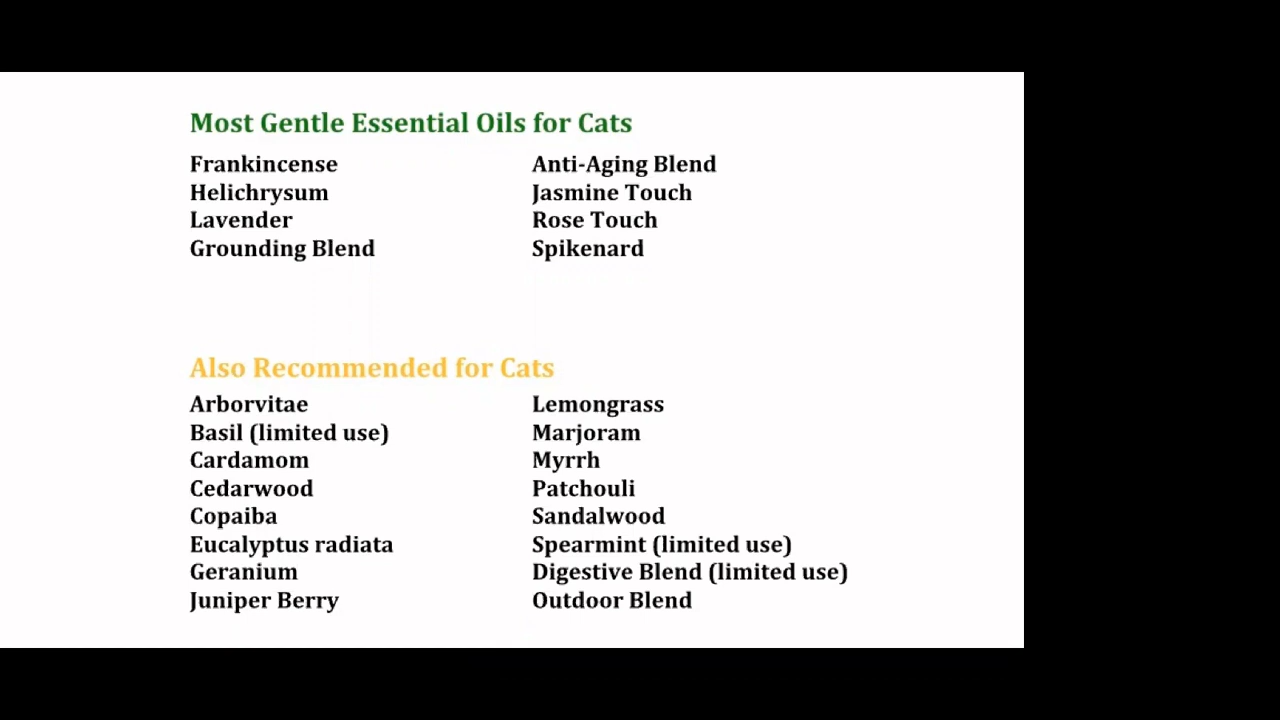 Most Gentle Essential Oils for Cats
Frankincense
Helichrysum
Lavender
Grounding Blend
Anti-Aging Blend
Jasmine Touch
Rose Touch
Spikenard
Also Recommended for Cats
Arborvitae
Basil (limited use)
Cardamom
Cedarwood
Copaiba
Eucalyptus radiata
Geranium
Juniper Berry
Lemongrass
Marjoram
Myrrh
Patchouli
Sandalwood
Spearmint (limited use)
Digestive Blend (limited use)
Outdoor Blend